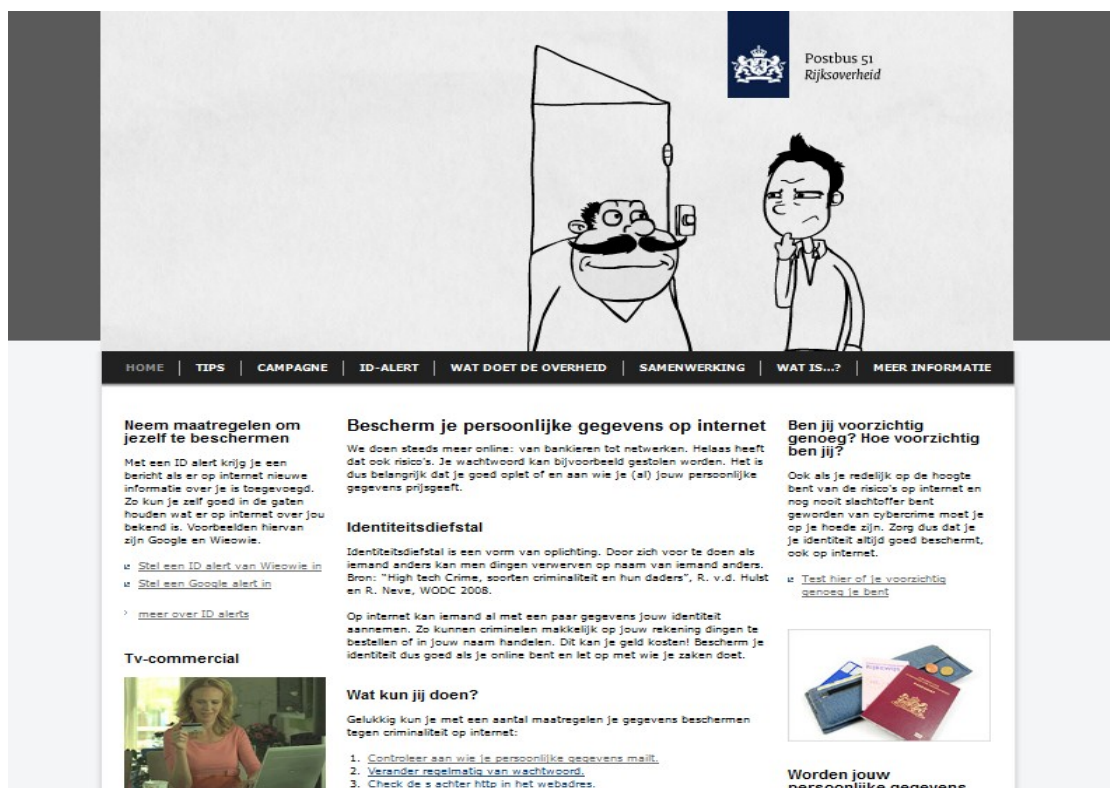 Postbus 51
Rijksoverheid
HOME | TIPS | CAMPAGNE | ID-ALERT | WAT DOET DE OVERHEID | SAMENWERKING | WAT IS...? | MEER INFORMATIE
Neem maatregelen om
jezelf te beschermen
Met een ID alert krijg je een
bericht als er op internet nieuwe
informatie over je is toegevoegd.
Zo kun je zelf goed in de gaten
houden wat er op internet over jou
bekend is. Voorbeelden hiervan
zijn Google en Wieowie.
Stel een ID alert van Wieowie in
Stel een Google alert in
meer over ID alerts
Tv-commercial
Bescherm je persoonlijke gegevens op internet
We doen steeds meer online: van bankieren tot netwerken. Helaas heeft
dat ook risico's. Je wachtwoord kan bijvoorbeeld gestolen worden. Het is
dus belangrijk dat je goed oplet of en aan wie je (al) jouw persoonlijke
gegevens prijsgeeft.
Identiteitsdiefstal
Identiteitsdiefstal is een vorm van oplichting. Door zich voor te doen als
iemand anders kan men dingen verwerven op naam van iemand anders.
Bron: "High tech Crime, soorten criminaliteit en hun daders", R. v.d. Hulst
en R. Neve, WODC 2008.
Op internet kan iemand al met een paar gegevens jouw identiteit
aannemen. Zo kunnen criminelen makkelijk op jouw rekening dingen te
bestellen of in jouw naam handelen. Dit kan je geld kosten! Bescherm je
identiteit dus goed als je online bent en let op met wie je zaken doet.
Wat kun jij doen?
Gelukkig kun je met een aantal maatregelen je gegevens beschermen
tegen criminaliteit op internet:
1. Controleer aan wie je persoonlijke gegevens mailt.
2. Verander regelmatig van wachtwoord.
3. Check de s achter http in het webadres.
Ben jij voorzichtig
genoeg? Hoe voorzichtig
ben jij?
Ook als je redelijk op de hoogte
bent van de risico's op internet en
nog nooit slachtoffer bent
geworden van cybercrime moet je
op je hoede zijn. Zorg dus dat je
je identiteit altijd goed beschermt,
ook op internet.
Test hier of je voorzichtig
genoeg je bent
Worden jouw
persoonlijke gegevens